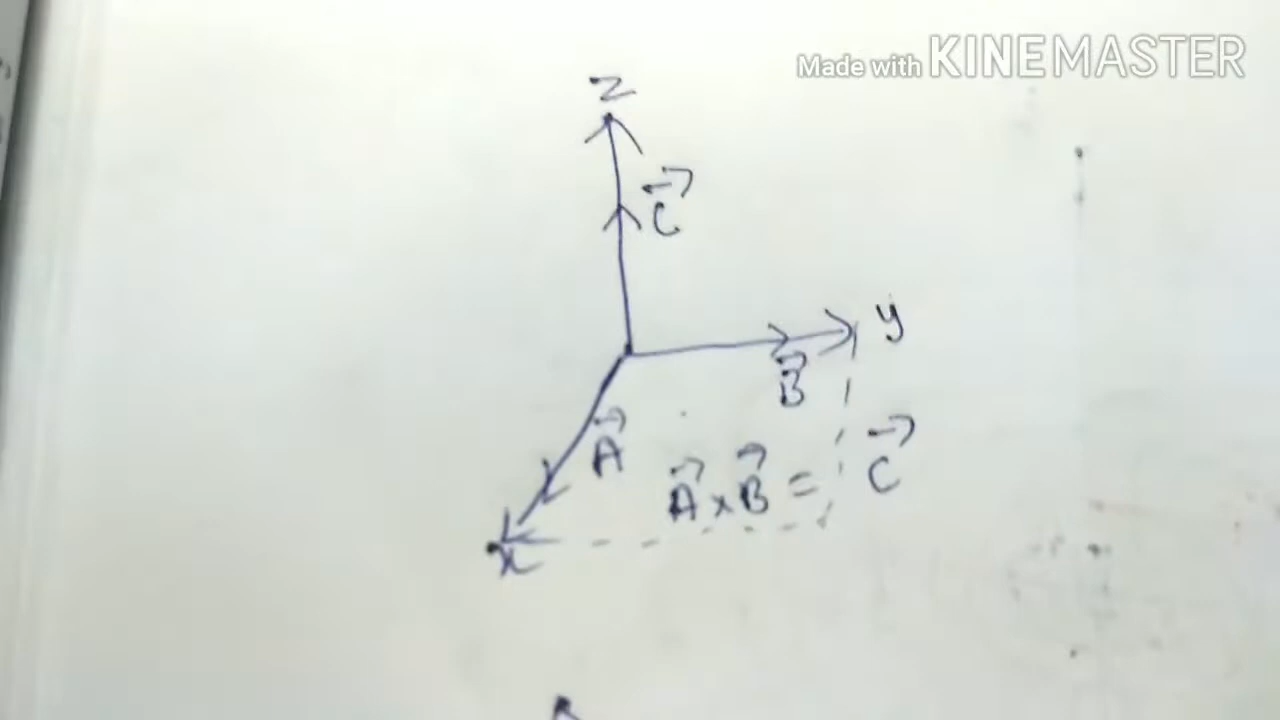 Made with KINEMASTER
z
C⃗
y
B⃗
A⃗
A⃗ × B⃗ = C⃗
x